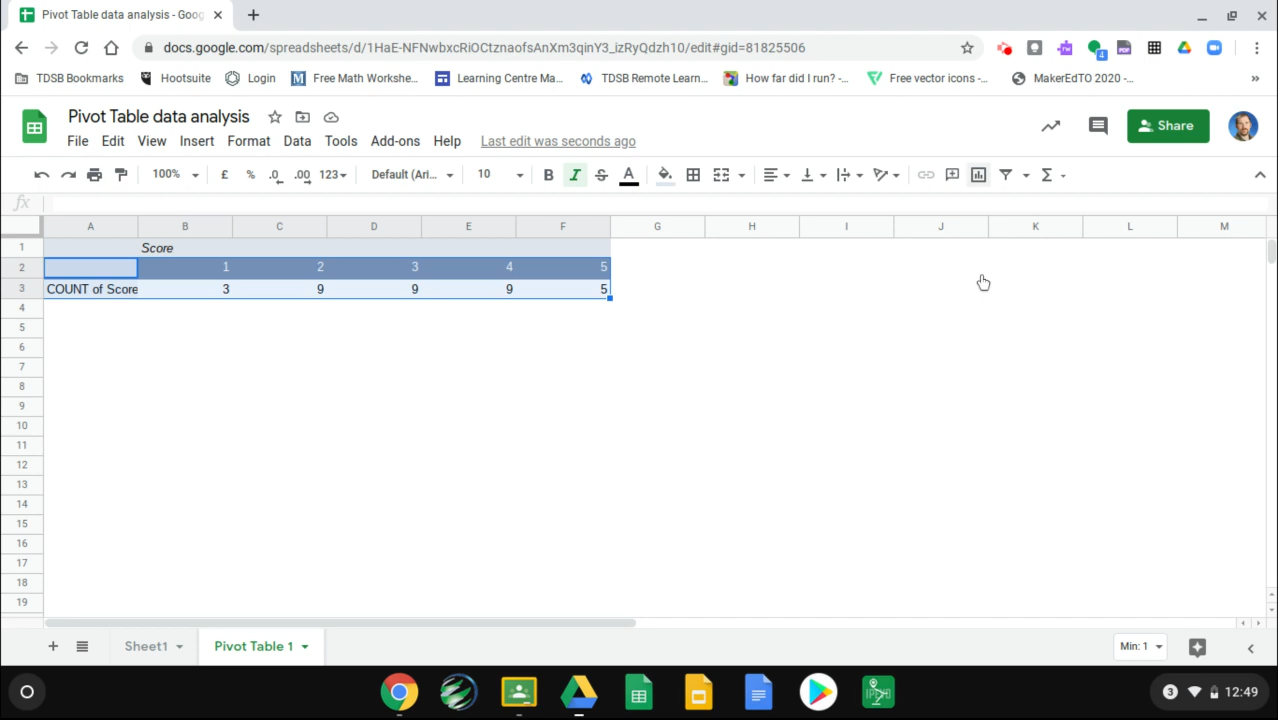 Pivot Table data analysis - Goog
docs.google.com/spreadsheets/d/1HaE-NFNwbxcRiOCtznaofsAnXm3qinY3_izRyQdzh10/edit#gid=81825506
4
PDF
TDSB Bookmarks Hootsuite Login Free Math Workshe... Learning Centre Ma... TDSB Remote Learn... How far did I run? -... Free vector icons -... MakerEdTO 2020 -... »
Pivot Table data analysis
Share
File Edit View Insert Format Data Tools Add-ons Help Last edit was seconds ago
100% £ % .0 .00 123 Default (Ari... 10 B I S A Σ
fx
A B C D E F G H I J K L M
1 Score
2 1 2 3 4 5
3 COUNT of Score 3 9 9 9 5
4
5
6
7
8
9
10
11
12
13
14
15
16
17
18
19
+ Sheet1 Pivot Table 1 Min: 1
3 12:49